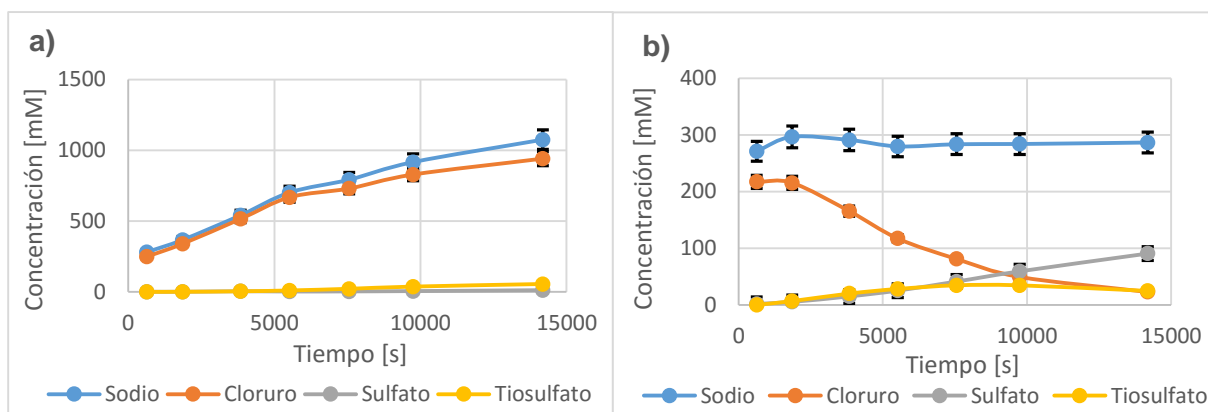 a)
Concentración [mM]
1500
1000
500
0
0 5000 10000 15000
Tiempo [s]
Sodio Cloruro Sulfato Tiosulfato
b)
Concentración [mM]
400
300
200
100
0
0 5000 10000 15000
Tiempo [s]
Sodio Cloruro Sulfato Tiosulfato